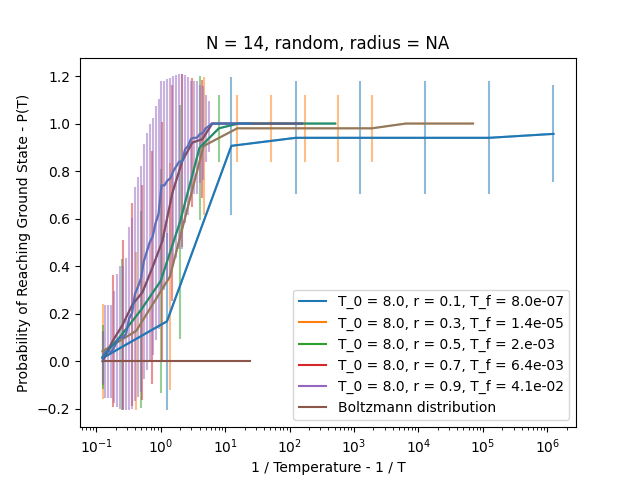 N = 14, random, radius = NA
Probability of Reaching Ground State - P(T)
1.2
1.0
0.8
0.6
0.4
0.2
0.0
−0.2
T_0 = 8.0, r = 0.1, T_f = 8.0e-07
T_0 = 8.0, r = 0.3, T_f = 1.4e-05
T_0 = 8.0, r = 0.5, T_f = 2.e-03
T_0 = 8.0, r = 0.7, T_f = 6.4e-03
T_0 = 8.0, r = 0.9, T_f = 4.1e-02
Boltzmann distribution
10⁻¹ 10⁰ 10¹ 10² 10³ 10⁴ 10⁵ 10⁶
1 / Temperature - 1 / T